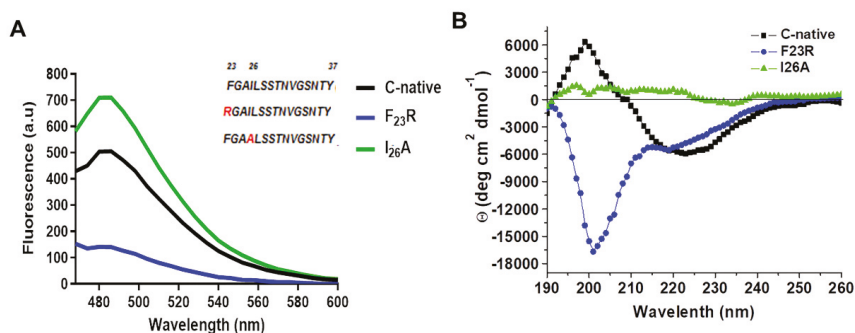 A
23 26 37
FGAILSSTNVGSNTY
RGAILSSTNVGSNTY
FGAALSSTNVGSNTY
C-native
F23R
I26A
Fluorescence (a.u)
800
700
600
500
400
300
200
100
0
480 500 520 540 560 580 600
Wavelength (nm)
B
C-native
F23R
I26A
Θ (deg cm2 dmol-1)
6000
3000
0
-3000
-6000
-9000
-12000
-15000
-18000
190 200 210 220 230 240 250 260
Wavelenth (nm)